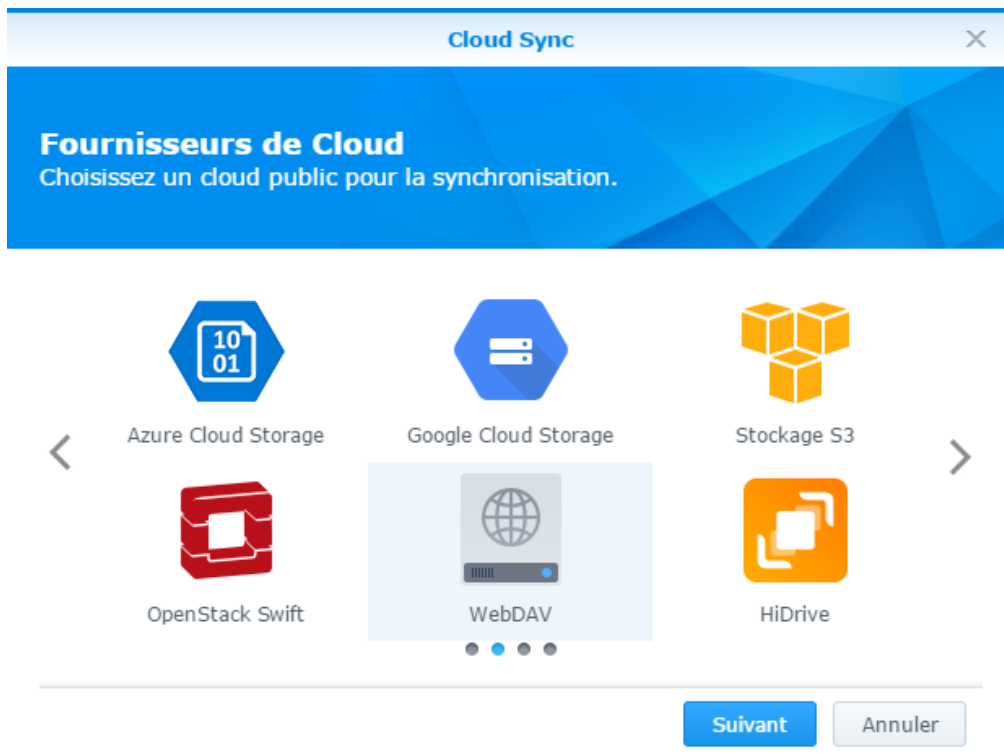 Cloud Sync
Fournisseurs de Cloud
Choisissez un cloud public pour la synchronisation.
10
01
Azure Cloud Storage
Google Cloud Storage
Stockage S3
OpenStack Swift
WebDAV
HiDrive
Suivant
Annuler